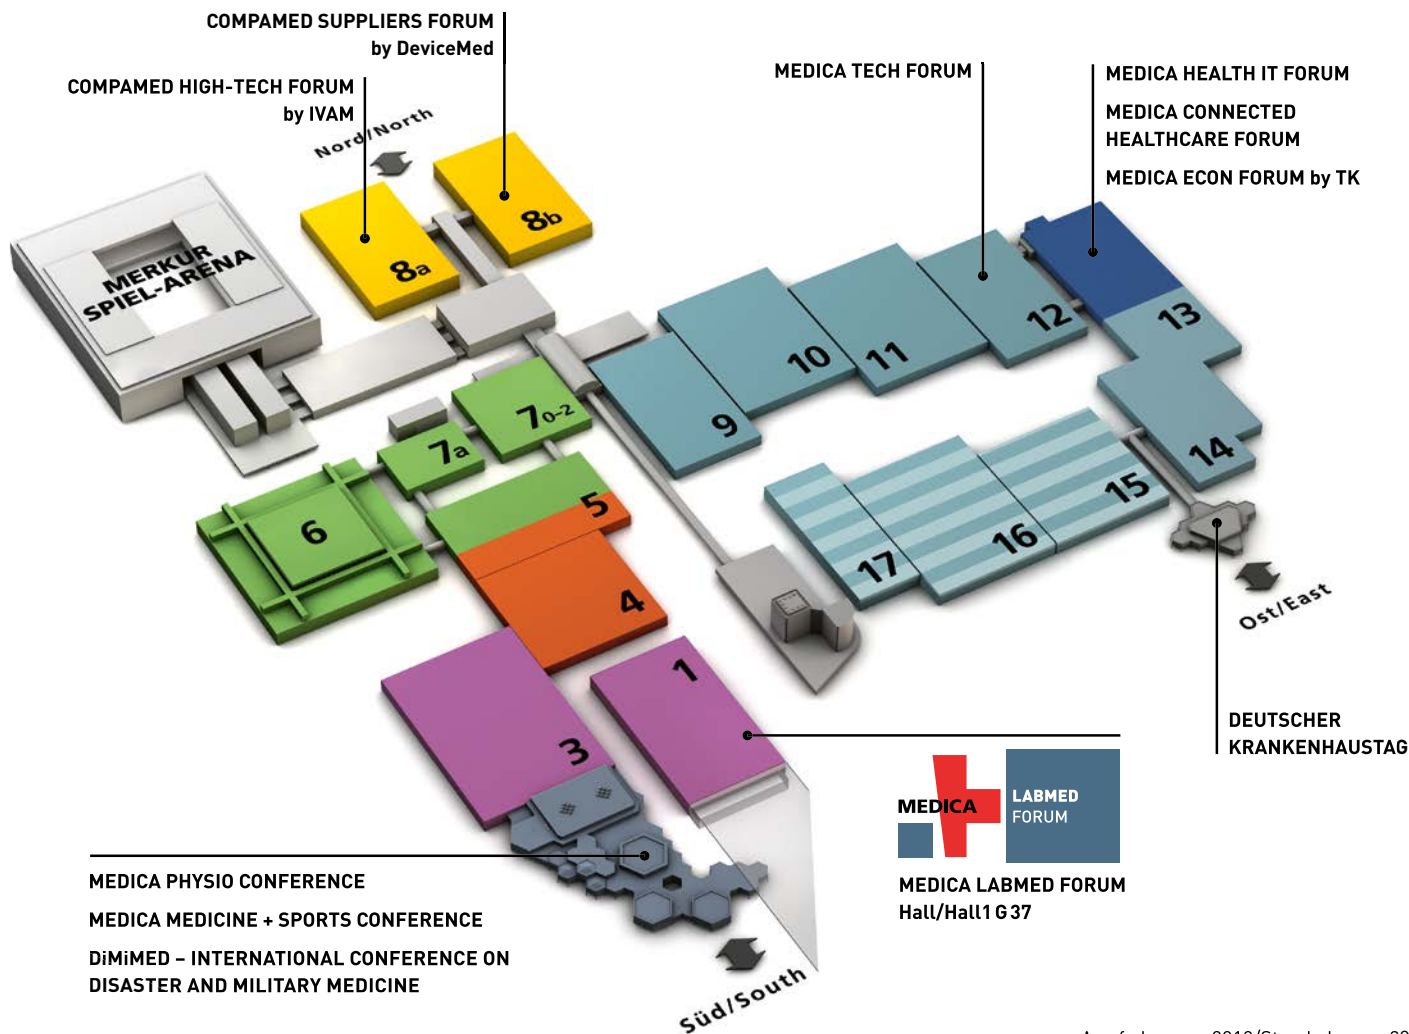 COMPAMED SUPPLIERS FORUM
by DeviceMed
COMPAMED HIGH-TECH FORUM
by IVAM
MEDICA TECH FORUM
MEDICA HEALTH IT FORUM
MEDICA CONNECTED
HEALTHCARE FORUM
MEDICA ECON FORUM by TK
Nord/North
MERKUR
SPIEL-ARENA
8a
8b
9
10
11
12
13
14
15
16
17
7 0-2
7a
6
5
4
3
1
Ost/East
DEUTSCHER
KRANKENHAUSTAG
MEDICA
LABMED
FORUM
MEDICA LABMED FORUM
Hall/Hall1 G 37
MEDICA PHYSIO CONFERENCE
MEDICA MEDICINE + SPORTS CONFERENCE
DiMiMED – INTERNATIONAL CONFERENCE ON
DISASTER AND MILITARY MEDICINE
Süd/South